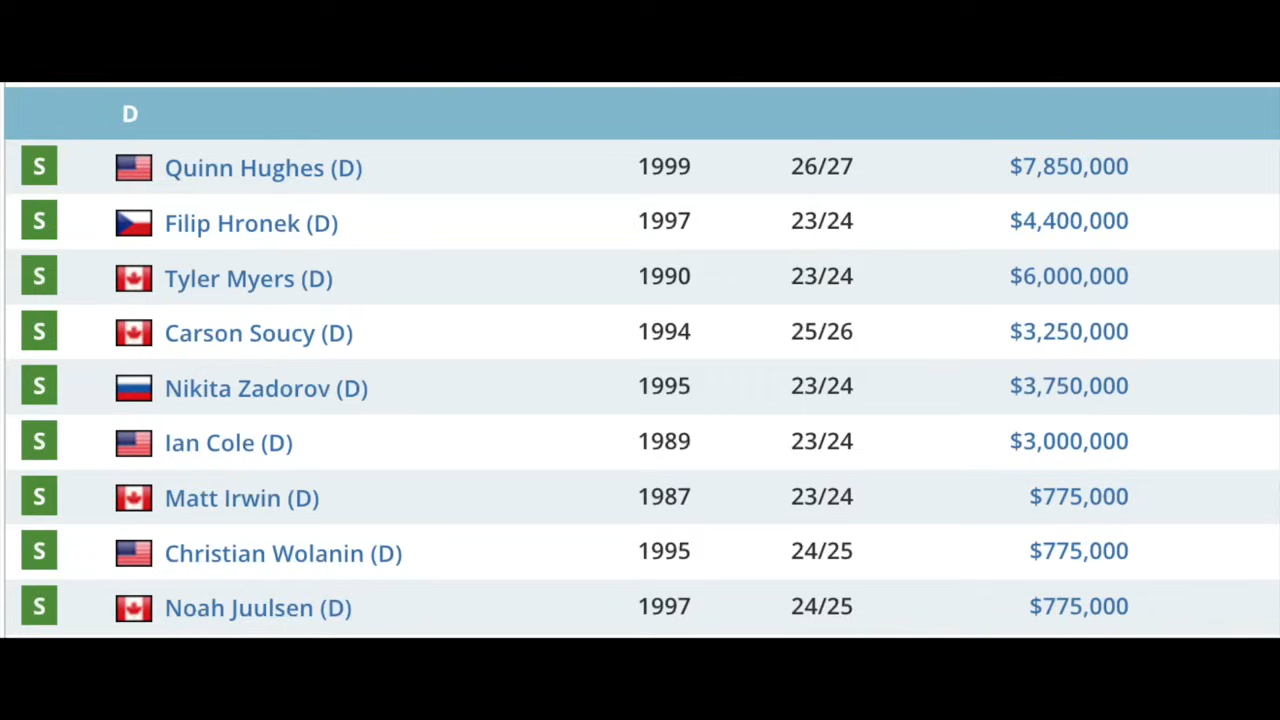 D
S Quinn Hughes (D) 1999 26/27 $7,850,000
S Filip Hronek (D) 1997 23/24 $4,400,000
S Tyler Myers (D) 1990 23/24 $6,000,000
S Carson Soucy (D) 1994 25/26 $3,250,000
S Nikita Zadorov (D) 1995 23/24 $3,750,000
S Ian Cole (D) 1989 23/24 $3,000,000
S Matt Irwin (D) 1987 23/24 $775,000
S Christian Wolanin (D) 1995 24/25 $775,000
S Noah Juulsen (D) 1997 24/25 $775,000